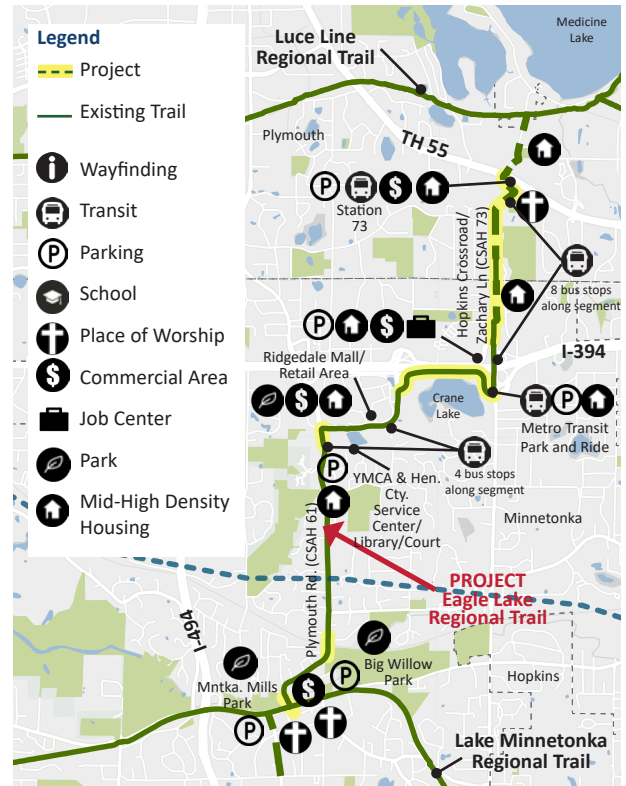 Legend
Project
Existing Trail
Wayfinding
Transit
P
Parking
School
Place of Worship
$
Commercial Area
Job Center
Park
Mid-High Density
Housing
Luce Line
Regional Trail
Medicine
Lake
Plymouth
TH 55
P
$
Station
73
Hopkins Crossroad/
Zachary Ln (CSAH 73)
8 bus stops
along segment
P
$
I-394
Ridgedale Mall/
Retail Area
$
Crane
Lake
P
Metro Transit
Park and Ride
4 bus stops
along segment
P
YMCA & Hen.
Cty.
Service
Center/
Library/Court
Minnetonka
Plymouth Rd. (CSAH 61)
PROJECT
Eagle Lake
Regional Trail
I-494
Mntka. Mills
Park
Big Willow
Park
P
$
P
Hopkins
Lake Minnetonka
Regional Trail